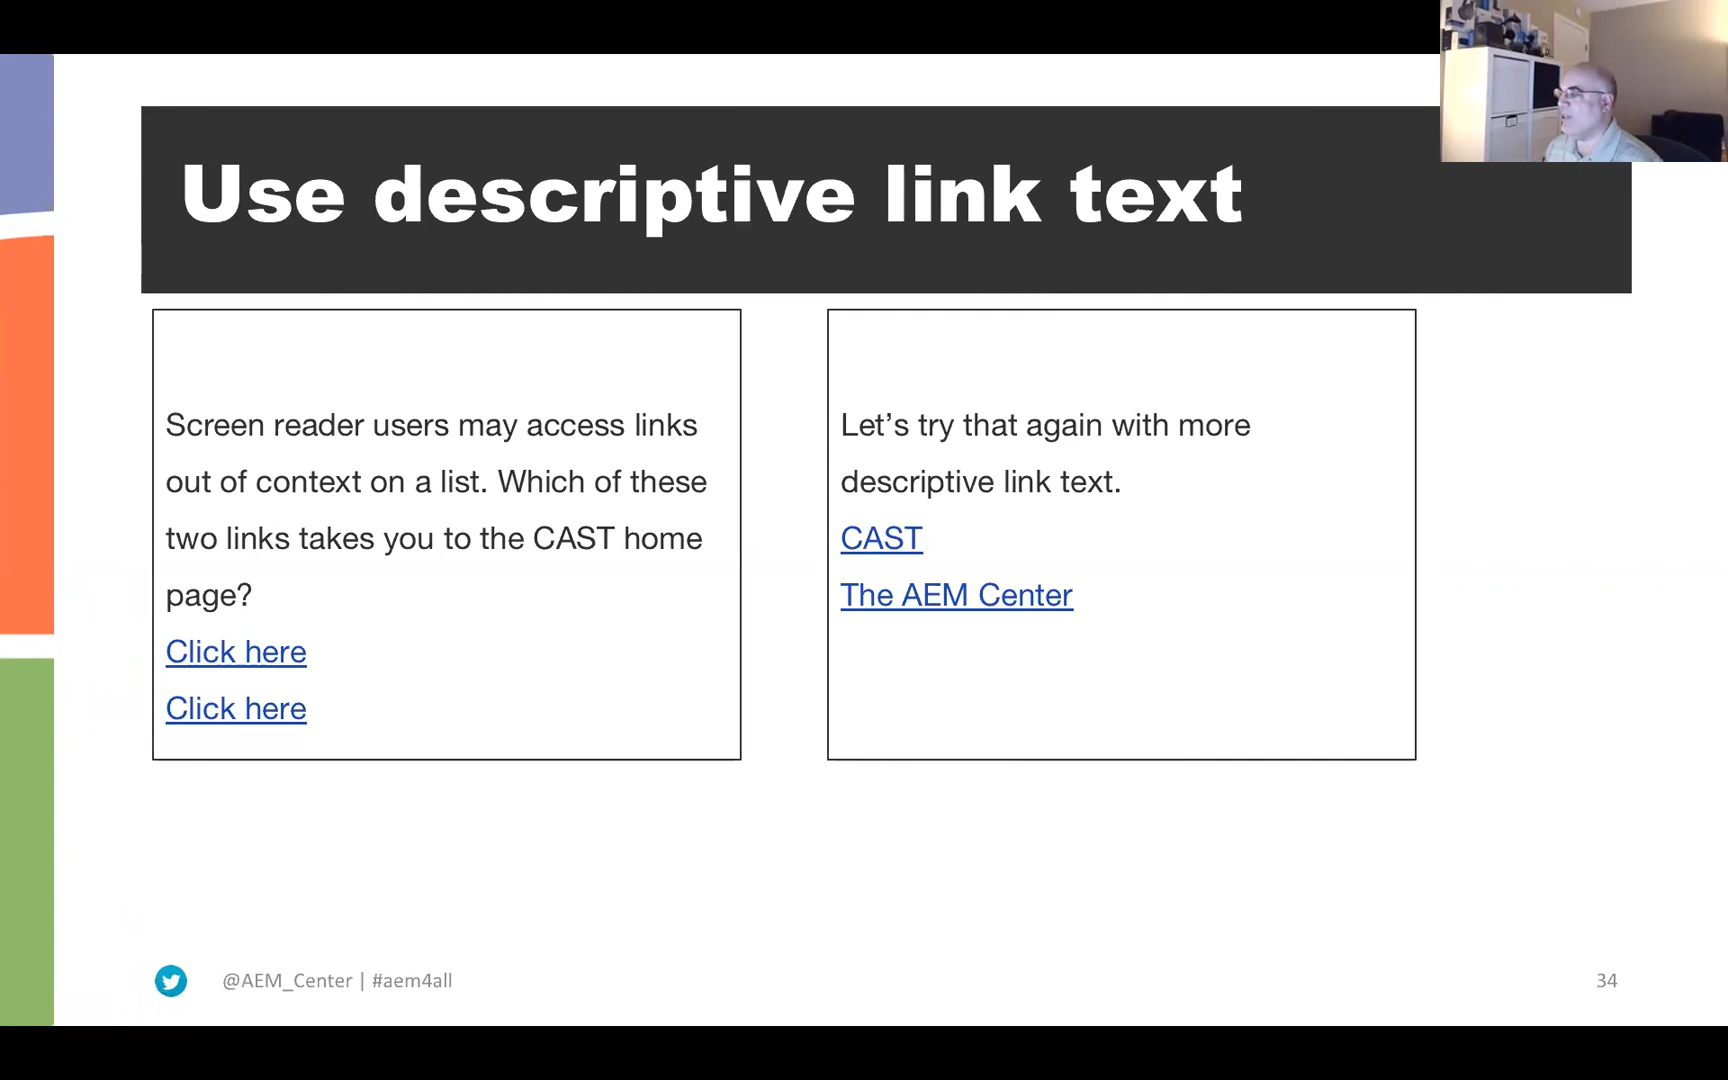 Use descriptive link text
Screen reader users may access links
out of context on a list. Which of these
two links takes you to the CAST home
page?
Click here
Click here
Let’s try that again with more
descriptive link text.
CAST
The AEM Center
@AEM_Center | #aem4all
34